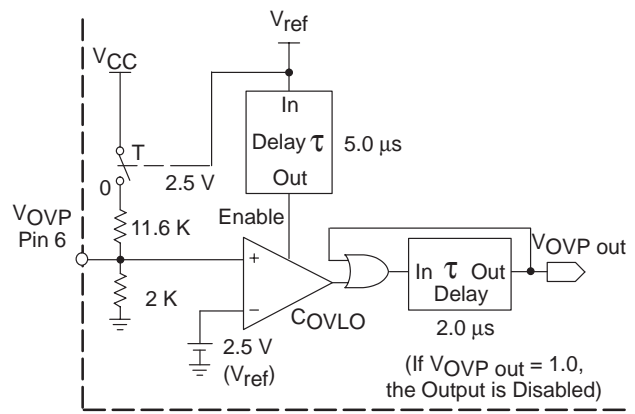 Vref
VCC
In
Delay τ
Out
5.0 μs
T
0
2.5 V
Enable
VOVP
Pin 6
11.6 K
2 K
+
−
COVLO
2.5 V
(Vref)
In τ Out
Delay
2.0 μs
VOVP out
(If VOVP out = 1.0,
the Output is Disabled)